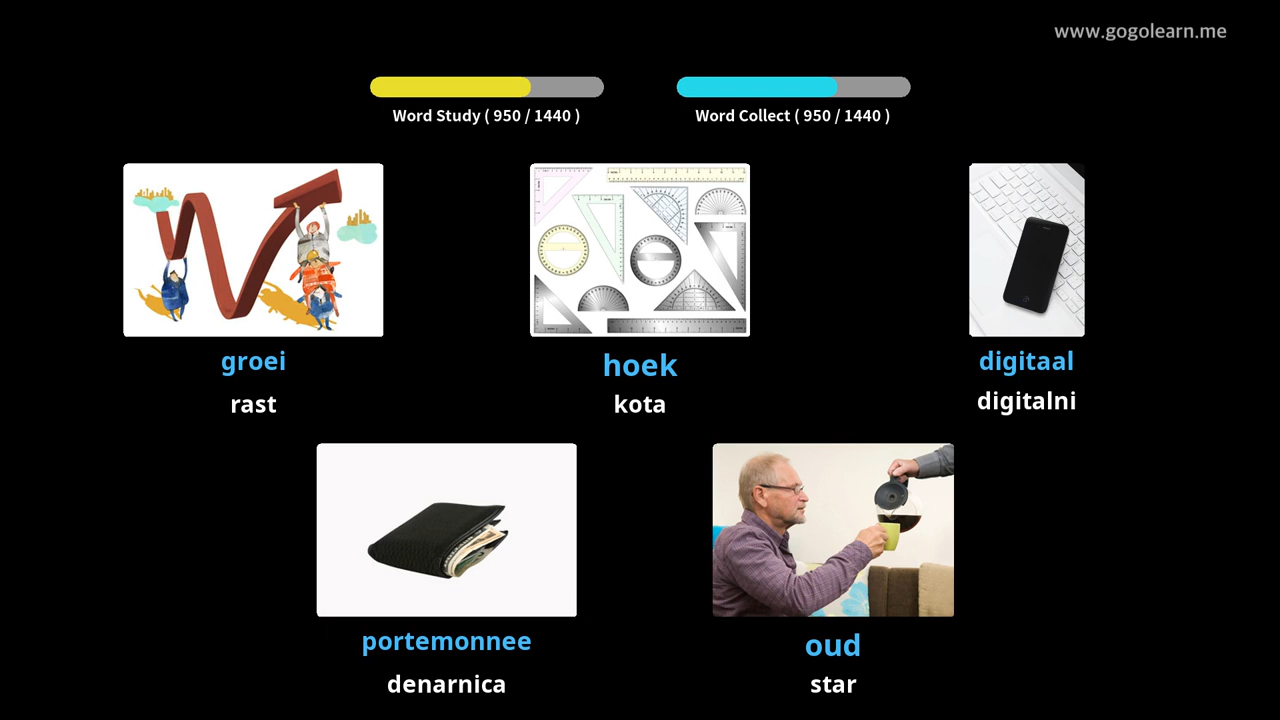 www.gogolearn.me
Word Study ( 950 / 1440 )
Word Collect ( 950 / 1440 )
groei
rast
hoek
kota
digitaal
digitalni
portemonnee
denarnica
oud
star